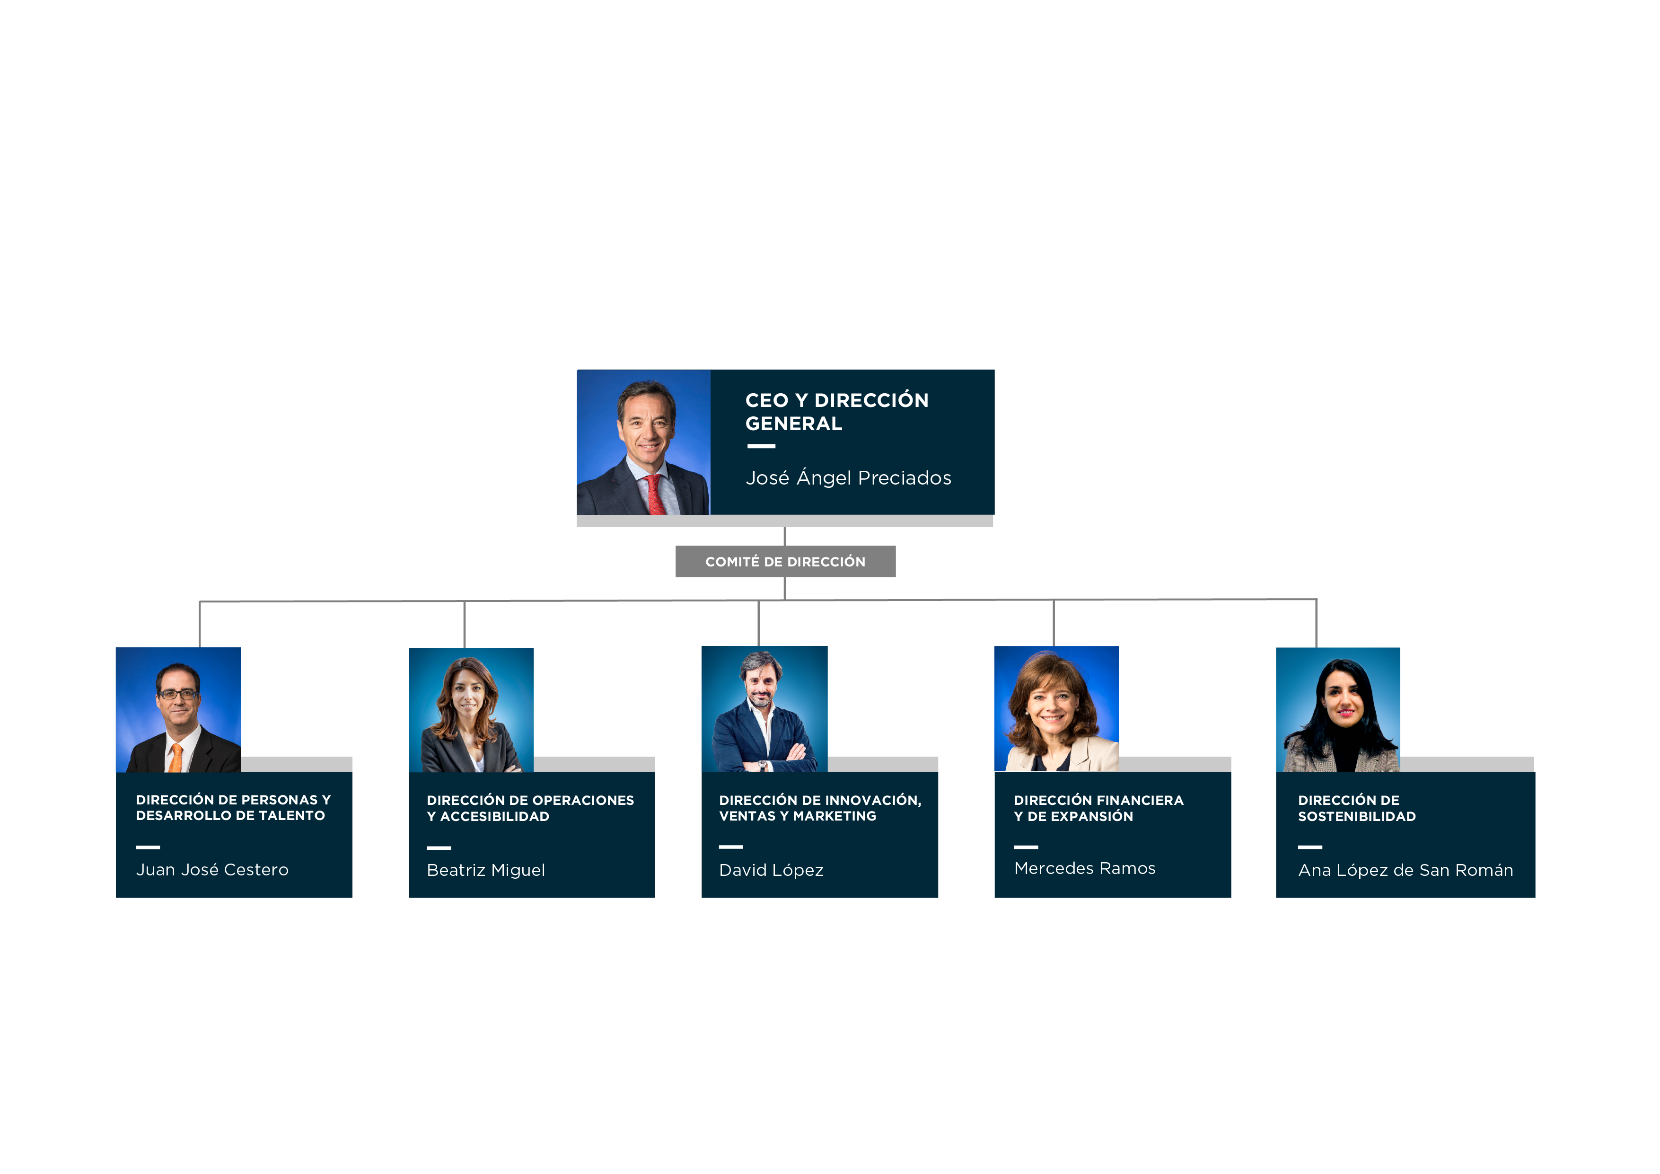 CEO Y DIRECCIÓN
GENERAL
José Ángel Preciados
COMITÉ DE DIRECCIÓN
DIRECCIÓN DE PERSONAS Y
DESARROLLO DE TALENTO
Juan José Cestero
DIRECCIÓN DE OPERACIONES
Y ACCESIBILIDAD
Beatriz Miguel
DIRECCIÓN DE INNOVACIÓN,
VENTAS Y MARKETING
David López
DIRECCIÓN FINANCIERA
Y DE EXPANSIÓN
Mercedes Ramos
DIRECCIÓN DE
SOSTENIBILIDAD
Ana López de San Román